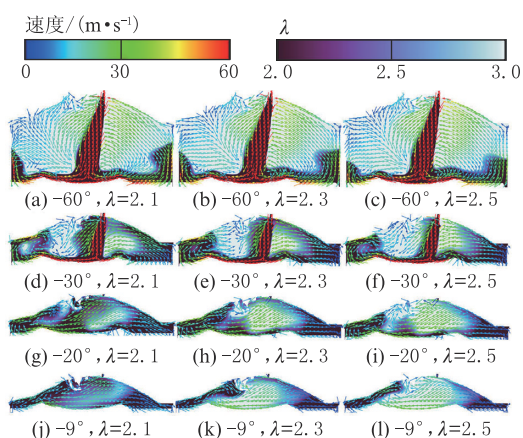 速度/(m•s⁻¹) λ
0 30 60 2.0 2.5 3.0
(a) -60°,λ=2.1 (b) -60°,λ=2.3 (c) -60°,λ=2.5
(d) -30°,λ=2.1 (e) -30°,λ=2.3 (f) -30°,λ=2.5
(g) -20°,λ=2.1 (h) -20°,λ=2.3 (i) -20°,λ=2.5
(j) -9°,λ=2.1 (k) -9°,λ=2.3 (l) -9°,λ=2.5